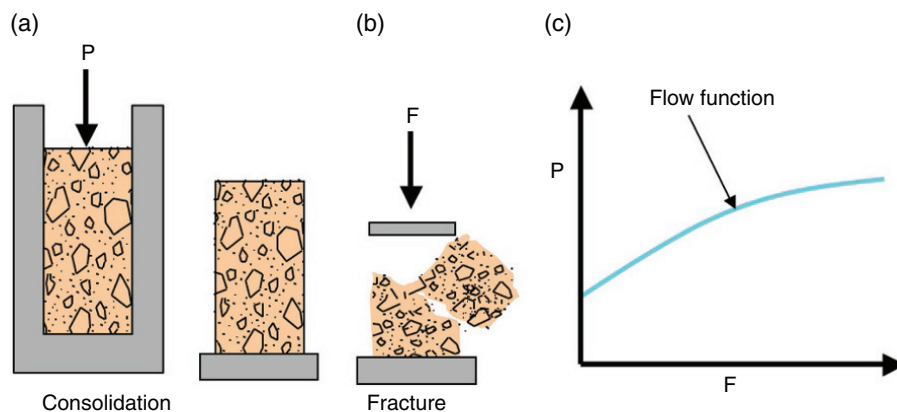 (a)
P
Consolidation
(b)
F
Fracture
(c)
Flow function
P
F